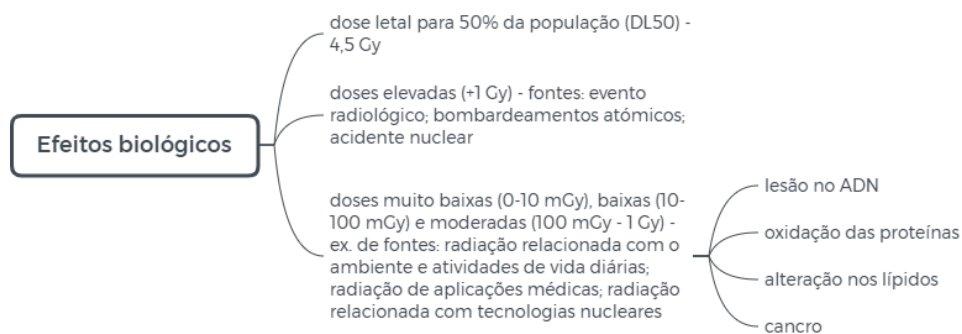 Efeitos biológicos
dose letal para 50% da população (DL50) -
4,5 Gy
doses elevadas (+1 Gy) - fontes: evento
radiológico; bombardeamentos atómicos;
acidente nuclear
doses muito baixas (0-10 mGy), baixas (10-
100 mGy) e moderadas (100 mGy - 1 Gy) -
ex. de fontes: radiação relacionada com o
ambiente e atividades de vida diárias;
radiação de aplicações médicas; radiação
relacionada com tecnologias nucleares
lesão no ADN
oxidação das proteínas
alteração nos lípidos
cancro